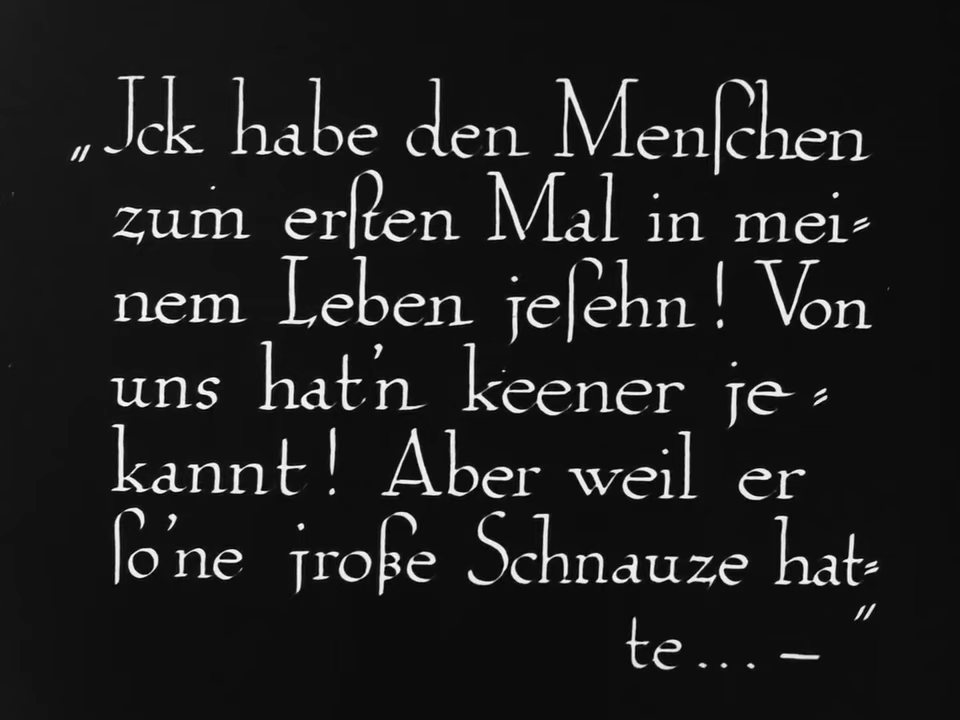 „Ick habe den Menſchen
zum erſten Mal in mei⸗
nem Leben jeſehn! Von
uns hat'n keener je⸗
kannt! Aber weil er
ſo'ne jroße Schnauze hat⸗
te... — "